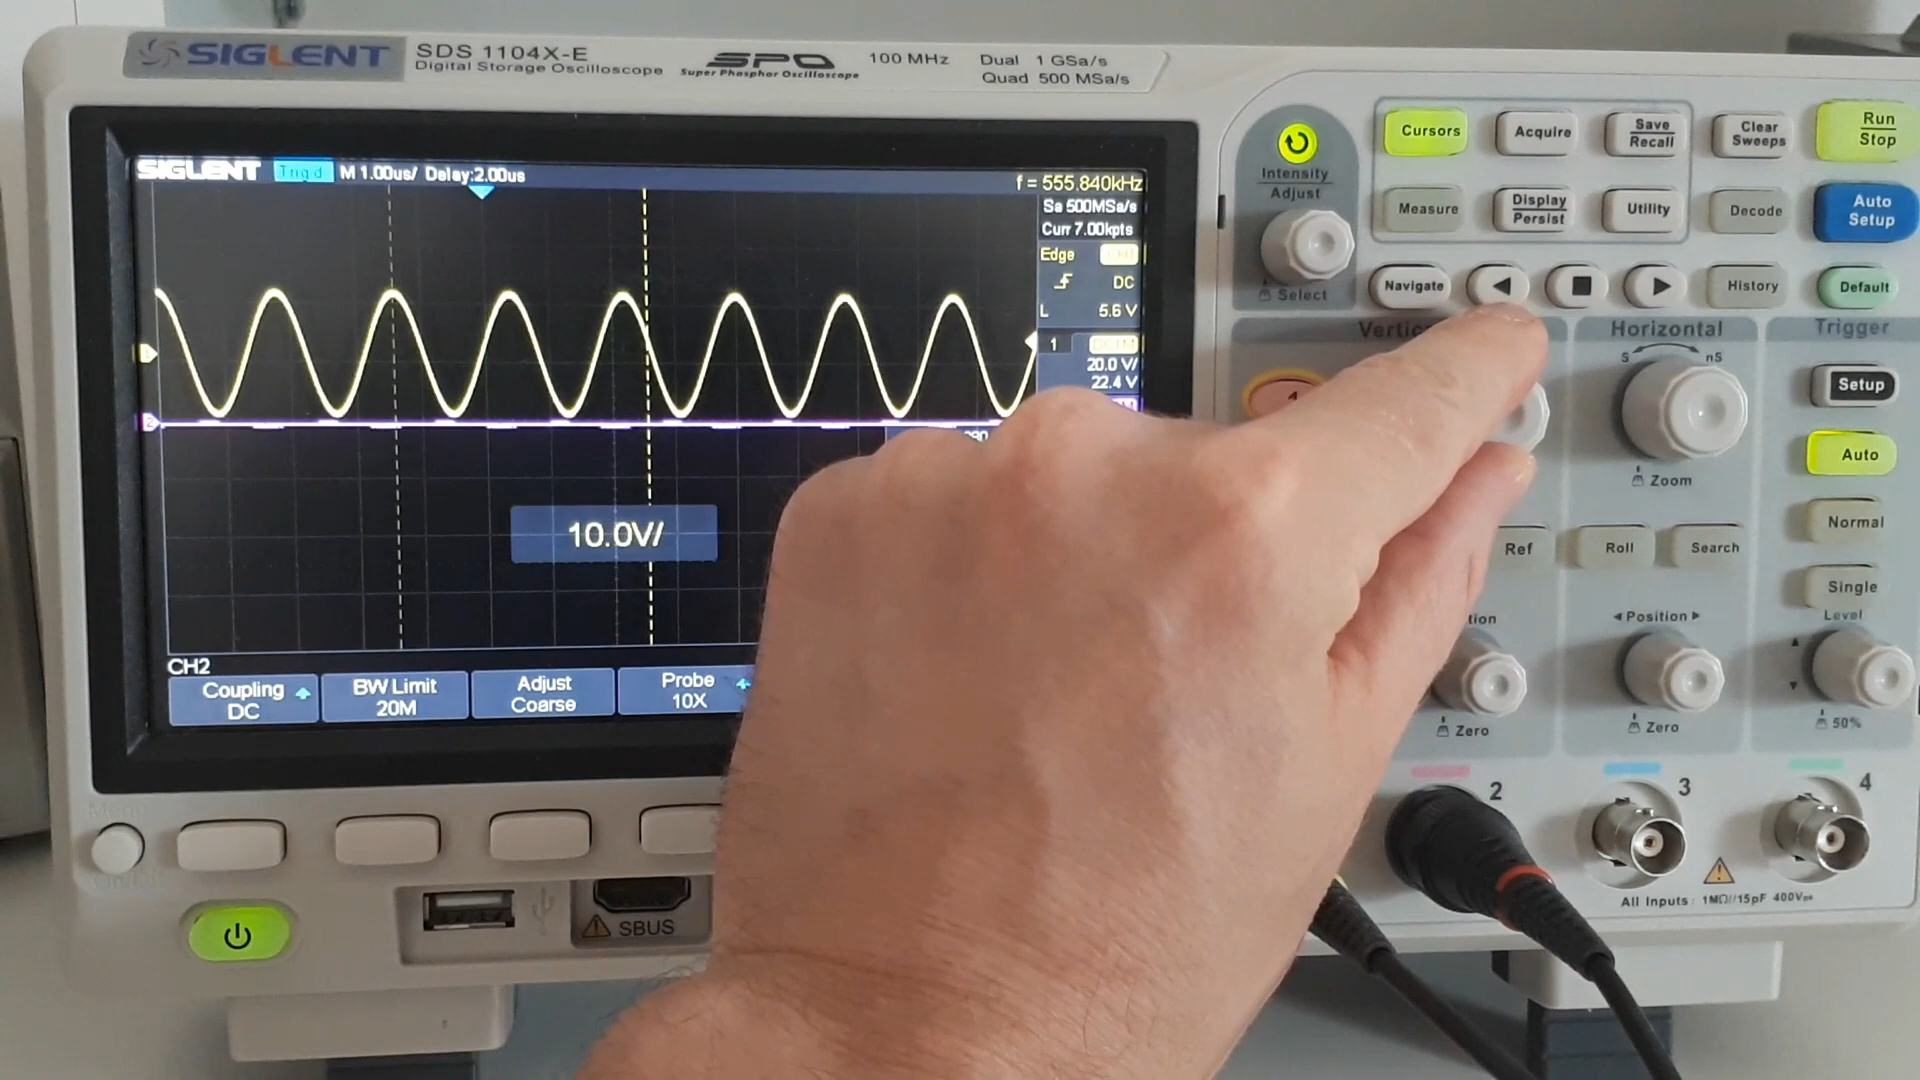 SIGLENT
SDS 1104X-E
Digital Storage Oscilloscope
SPO
Super Phosphor Oscilloscope
100 MHz
Dual 1 GSa/s
Quad 500 MSa/s
SIGLENT
Trig'd
M 1.00us/ Delay:2.00us
f = 555.840kHz
Sa 500MSa/s
Curr 7.00kpts
Edge
DC
L 5.6 V
1
20.0 V/
22.4 V
2
10.0V/
CH2
Coupling
DC
BW Limit
20M
Adjust
Coarse
Probe
10X
SBUS
Intensity
Adjust
Select
Cursors
Acquire
Save
Recall
Clear
Sweeps
Run
Stop
Measure
Display
Persist
Utility
Decode
Auto
Setup
Navigate
History
Default
Horizontal
Trigger
S
nS
Setup
Zoom
Auto
Normal
Ref
Roll
Search
Single
Position
Level
Zero
Zero
50%
2
3
4
All Inputs : 1MΩ//15pF 400Vpk